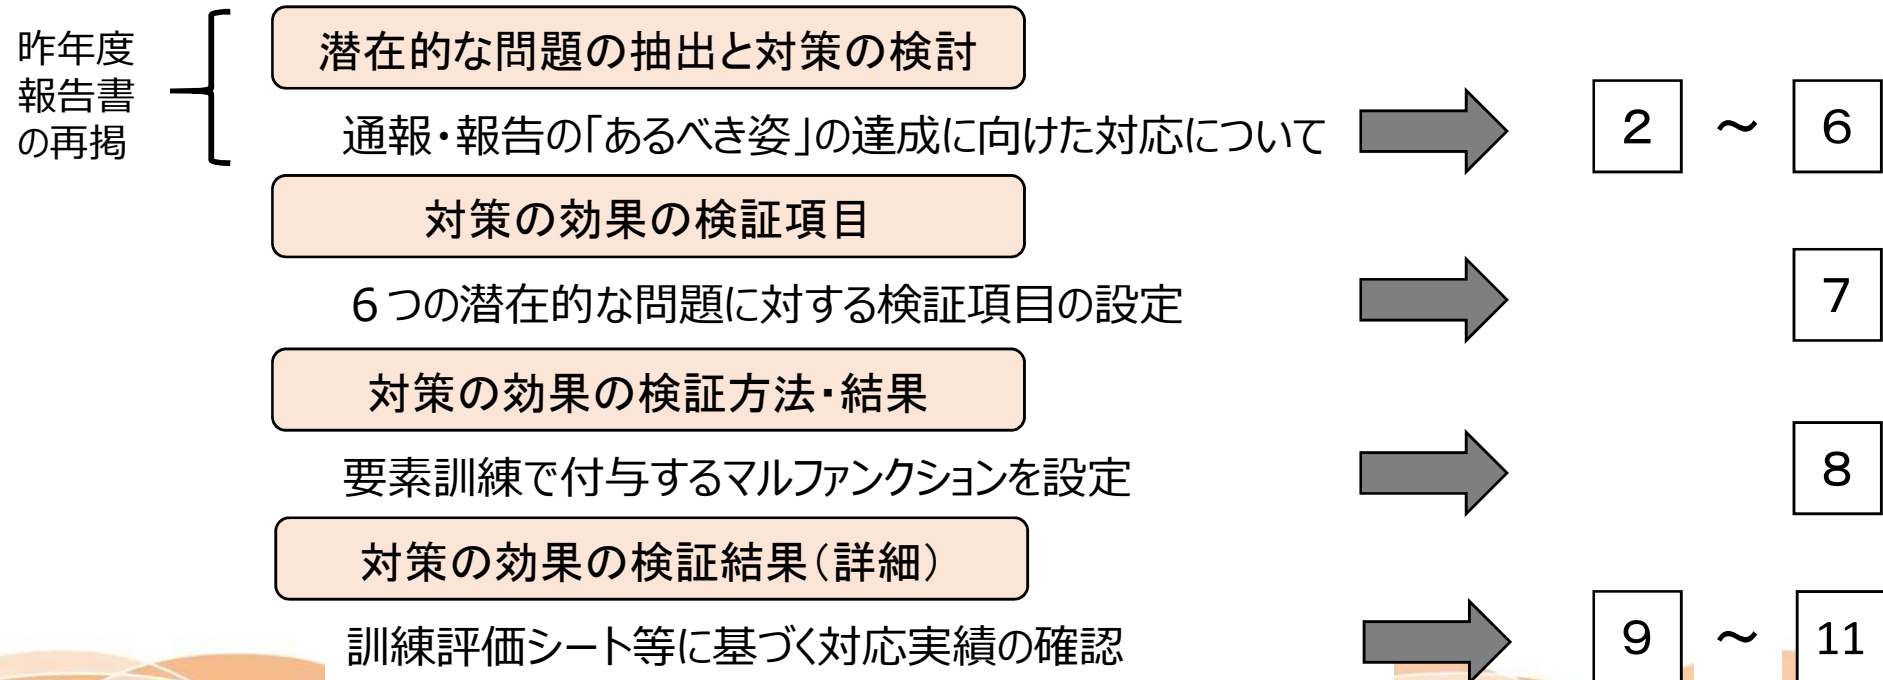 昨年度
報告書
の再掲
潜在的な問題の抽出と対策の検討
通報・報告の「あるべき姿」の達成に向けた対応について
2 ～ 6
対策の効果の検証項目
6つの潜在的な問題に対する検証項目の設定
7
対策の効果の検証方法・結果
要素訓練で付与するマルファンクションを設定
8
対策の効果の検証結果(詳細)
訓練評価シート等に基づく対応実績の確認
9 ～ 11